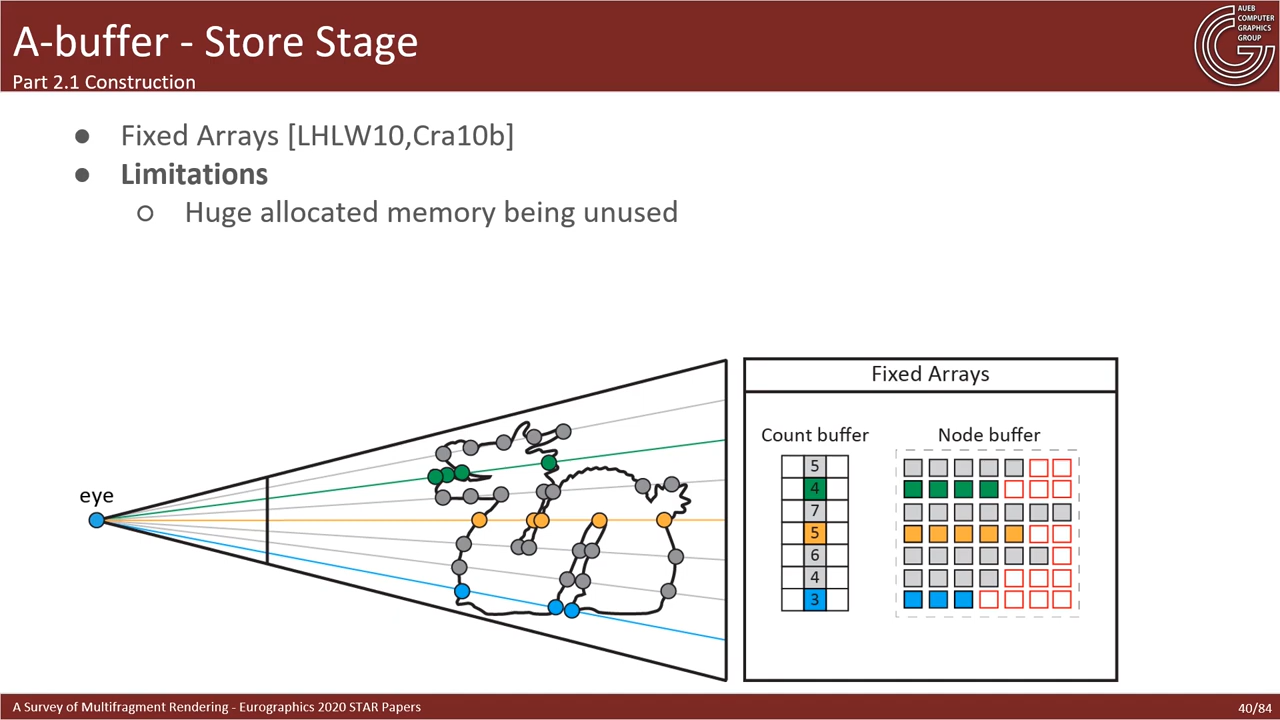 A-buffer - Store Stage
Part 2.1 Construction
AUEB
COMPUTER
GRAPHICS
GROUP
● Fixed Arrays [LHLW10,Cra10b]
● Limitations
○ Huge allocated memory being unused
eye
Fixed Arrays
Count buffer
Node buffer
5
4
7
5
6
4
3
A Survey of Multifragment Rendering - Eurographics 2020 STAR Papers
40/84